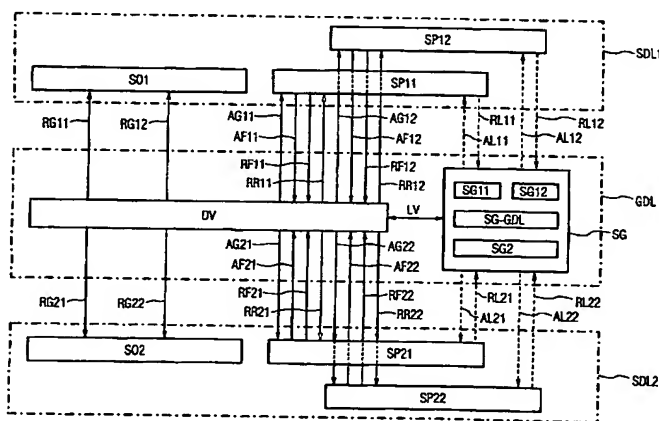 SP12
SDL1
SO1
SP11
RG11
RG12
AG11
AF11
RF11
RR11
AG12
AF12
RF12
RR12
RL11
AL11
RL12
AL12
GDL
SG11
SG12
DV
LV
SG-GDL
SG
SG2
AG21
AF21
RF21
RR21
AG22
AF22
RF22
RR22
RG21
RG22
RL21
AL21
RL22
AL22
SO2
SP21
SDL2
SP22